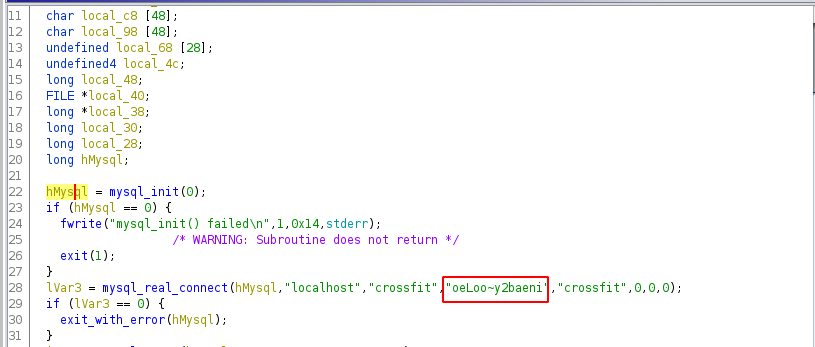 11 char local_c8 [48];
12 char local_98 [48];
13 undefined local_68 [28];
14 undefined4 local_4c;
15 long local_48;
16 FILE *local_40;
17 long *local_38;
18 long local_30;
19 long local_28;
20 long hMysql;
21
22 hMysql = mysql_init(0);
23 if (hMysql == 0) {
24 fwrite("mysql_init() failed\n",1,0x14,stderr);
25 /* WARNING: Subroutine does not return */
26 exit(1);
27 }
28 lVar3 = mysql_real_connect(hMysql,"localhost","crossfit","oeLoo~y2baeni","crossfit",0,0,0);
29 if (lVar3 == 0) {
30 exit_with_error(hMysql);
31 }